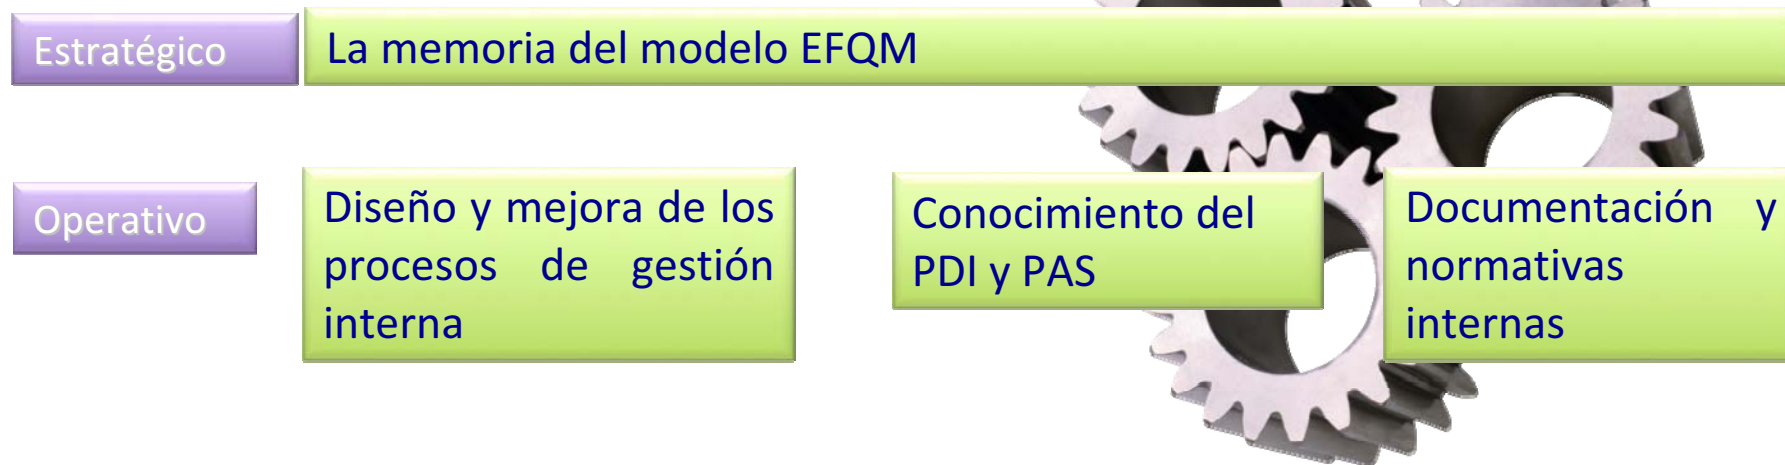 Estratégico
La memoria del modelo EFQM
Operativo
Diseño y mejora de los
procesos de gestión
interna
Conocimiento del
PDI y PAS
Documentación y
normativas
internas